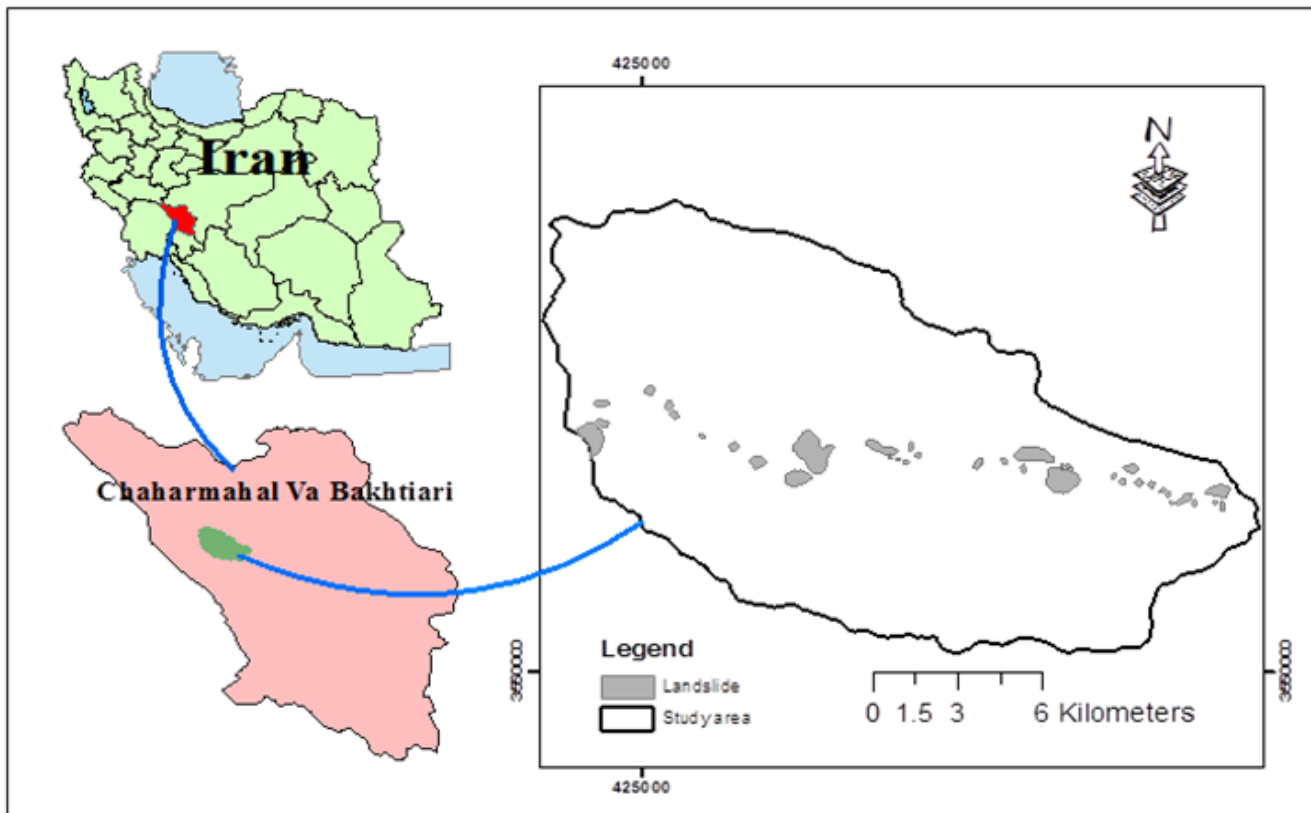 425000
N
Iran
Chaharmahal Va Bakhtiari
Legend
Landslide
Study area
0 1.5 3 6 Kilometers
3550000
3550000
425000